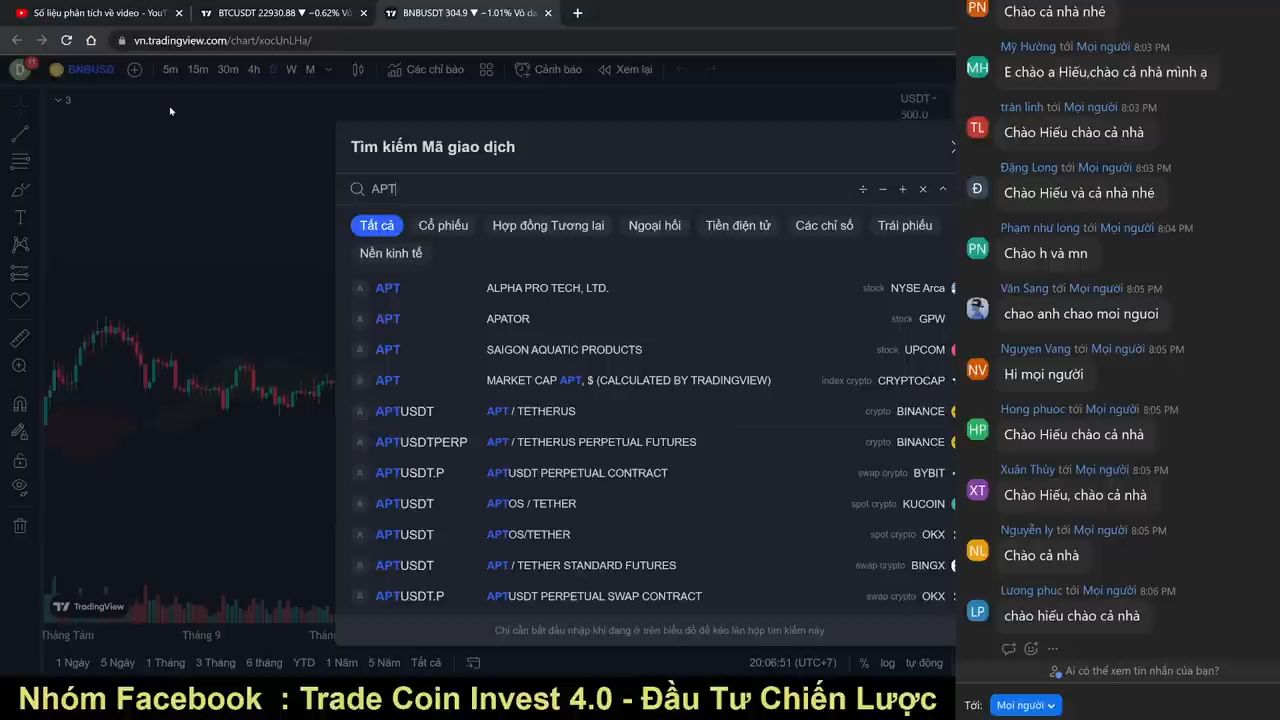 Số liệu phân tích về video - YouT
BTCUSDT 22930.88 ▼ −0.62% Vô
BNBUSDT 304.9 ▼ −1.01% Vô da
vn.tradingview.com/chart/xocUnLHa/
D
11
BNBUSD
5m 15m 30m 4h D W M
Các chỉ báo
Cảnh báo
Xem lại
3
USDT
500.0
Tìm kiếm Mã giao dịch
APT
Tất cả Cổ phiếu Hợp đồng Tương lai Ngoại hối Tiền điện tử Các chỉ số Trái phiếu
Nền kinh tế
A APT ALPHA PRO TECH, LTD. stock NYSE Arca
A APT APATOR stock GPW
A APT SAIGON AQUATIC PRODUCTS stock UPCOM
A APT MARKET CAP APT, $ (CALCULATED BY TRADINGVIEW) index crypto CRYPTOCAP
A APTUSDT APT / TETHERUS crypto BINANCE
A APTUSDTPERP APT / TETHERUS PERPETUAL FUTURES crypto BINANCE
A APTUSDT.P APTUSDT PERPETUAL CONTRACT swap crypto BYBIT
A APTUSDT APTOS / TETHER spot crypto KUCOIN
A APTUSDT APTOS/TETHER spot crypto OKX
A APTUSDT APT / TETHER STANDARD FUTURES swap crypto BINGX
A APTUSDT.P APTUSDT PERPETUAL SWAP CONTRACT swap crypto OKX
Chỉ cần bắt đầu nhập khi đang ở trên biểu đồ để kéo lên hộp tìm kiếm này
TradingView
Tháng Tám Tháng 9
1 Ngày 5 Ngày 1 Tháng 3 Tháng 6 tháng YTD 1 Năm 5 Năm Tất cả
20:06:51 (UTC+7) % log tự động
Nhóm Facebook : Trade Coin Invest 4.0 - Đầu Tư Chiến Lược
PN
Chào cả nhà nhé
Mỹ Hường tới Mọi người 8:03 PM
MH
E chào a Hiếu,chào cả nhà mình ạ
trần linh tới Mọi người 8:03 PM
TL
Chào Hiếu chào cả nhà
Đặng Long tới Mọi người 8:03 PM
Đ
Chào Hiếu và cả nhà nhé
Phạm như long tới Mọi người 8:04 PM
PN
Chào h và mn
Văn Sang tới Mọi người 8:05 PM
chao anh chao moi nguoi
Nguyen Vang tới Mọi người 8:05 PM
NV
Hi mọi người
Hong phuoc tới Mọi người 8:05 PM
HP
Chào Hiếu chào cả nhà
Xuân Thủy tới Mọi người 8:05 PM
XT
Chào Hiếu, chào cả nhà
Nguyễn ly tới Mọi người 8:05 PM
NL
Chào cả nhà
Lương phuc tới Mọi người 8:06 PM
LP
chào hiếu chào cả nhà
Ai có thể xem tin nhắn của bạn?
Tới: Mọi người